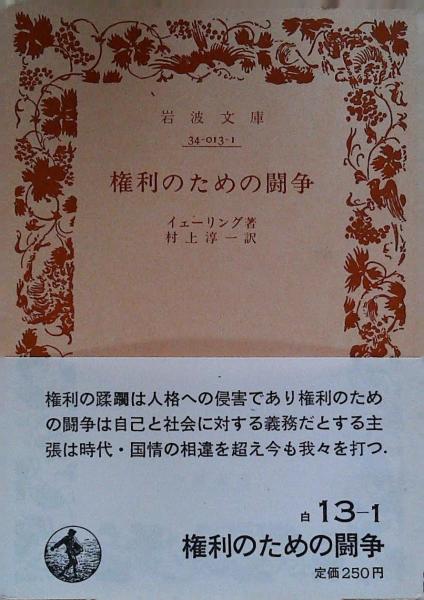 岩波文庫
34-013-1
権利のための闘争
イェーリング著
村上淳一訳
権利の蹂躙は人格への侵害であり権利のため
の闘争は自己と社会に対する義務だとする主
張は時代・国情の相違を超え今も我々を打つ.
白 13-1
権利のための闘争
定価250円